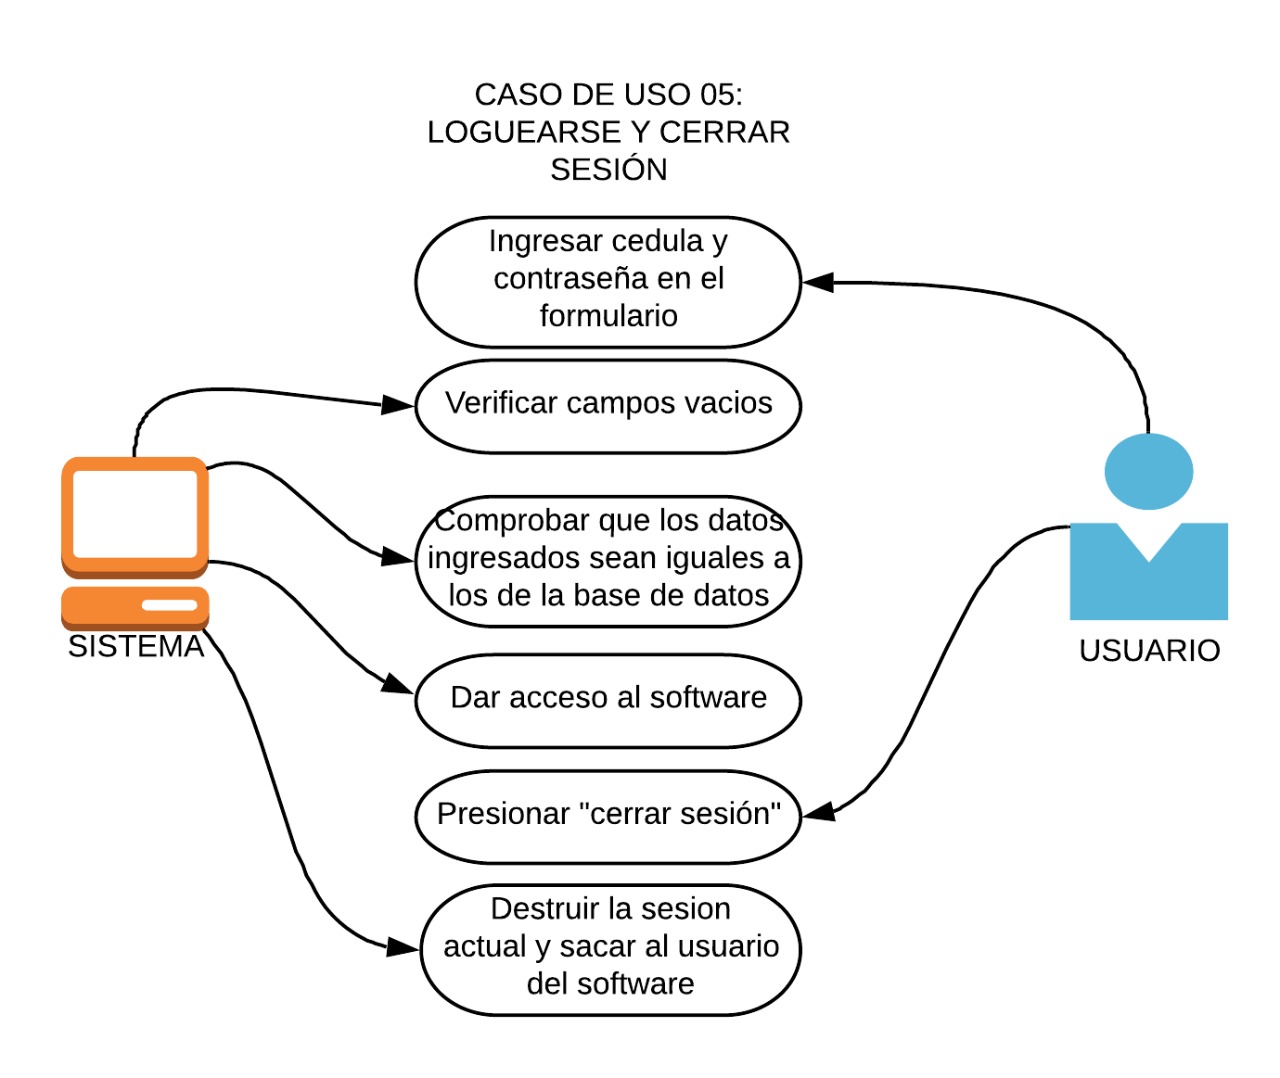 CASO DE USO 05:
LOGUEARSE Y CERRAR
SESIÓN
Ingresar cedula y
contraseña en el
formulario
Verificar campos vacios
Comprobar que los datos
ingresados sean iguales a
los de la base de datos
SISTEMA
USUARIO
Dar acceso al software
Presionar "cerrar sesión"
Destruir la sesion
actual y sacar al usuario
del software